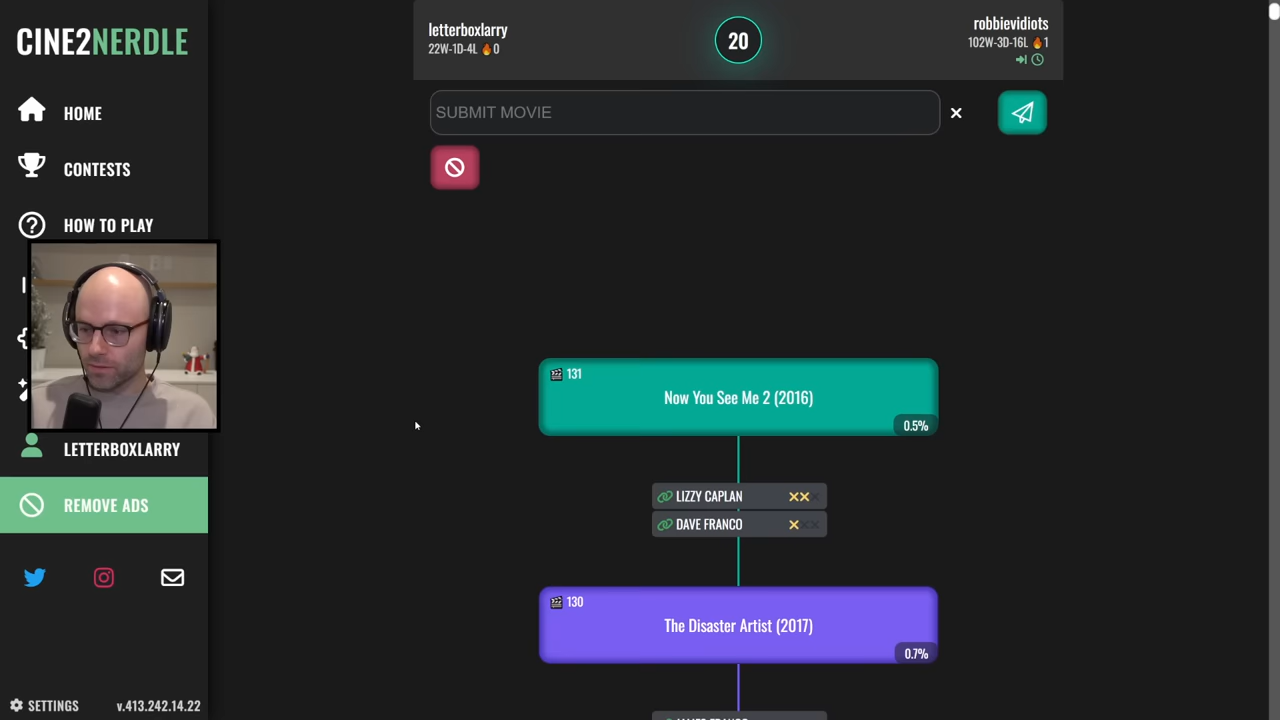 CINE2NERDLE
HOME
CONTESTS
HOW TO PLAY
LETTERBOXLARRY
REMOVE ADS
SETTINGS
v.413.242.14.22
letterboxlarry
22W-1D-4L 🔥0
20
robbievidiots
102W-3D-16L 🔥1
SUBMIT MOVIE
131
Now You See Me 2 (2016)
0.5%
LIZZY CAPLAN
DAVE FRANCO
130
The Disaster Artist (2017)
0.7%